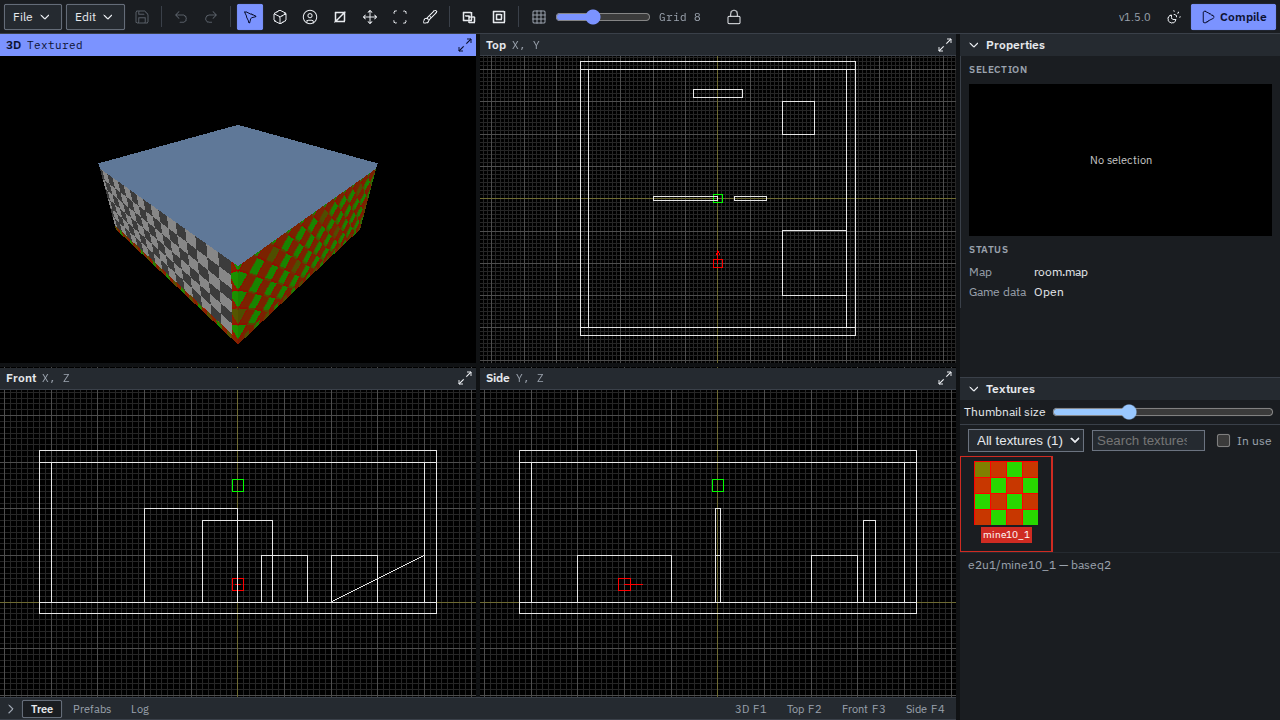 File Edit Grid 8 v1.5.0 Compile
3D Textured
Top X, Y
Properties
SELECTION
No selection
STATUS
Map room.map
Game data Open
Front X, Z
Side Y, Z
Textures
Thumbnail size
All textures (1) Search textures In use
mine10_1
e2u1/mine10_1 — baseq2
Tree Prefabs Log 3D F1 Top F2 Front F3 Side F4